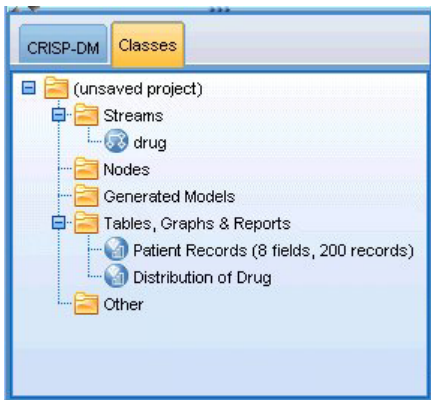 CRISP-DM Classes
(unsaved project)
Streams
drug
Nodes
Generated Models
Tables, Graphs & Reports
Patient Records (8 fields, 200 records)
Distribution of Drug
Other